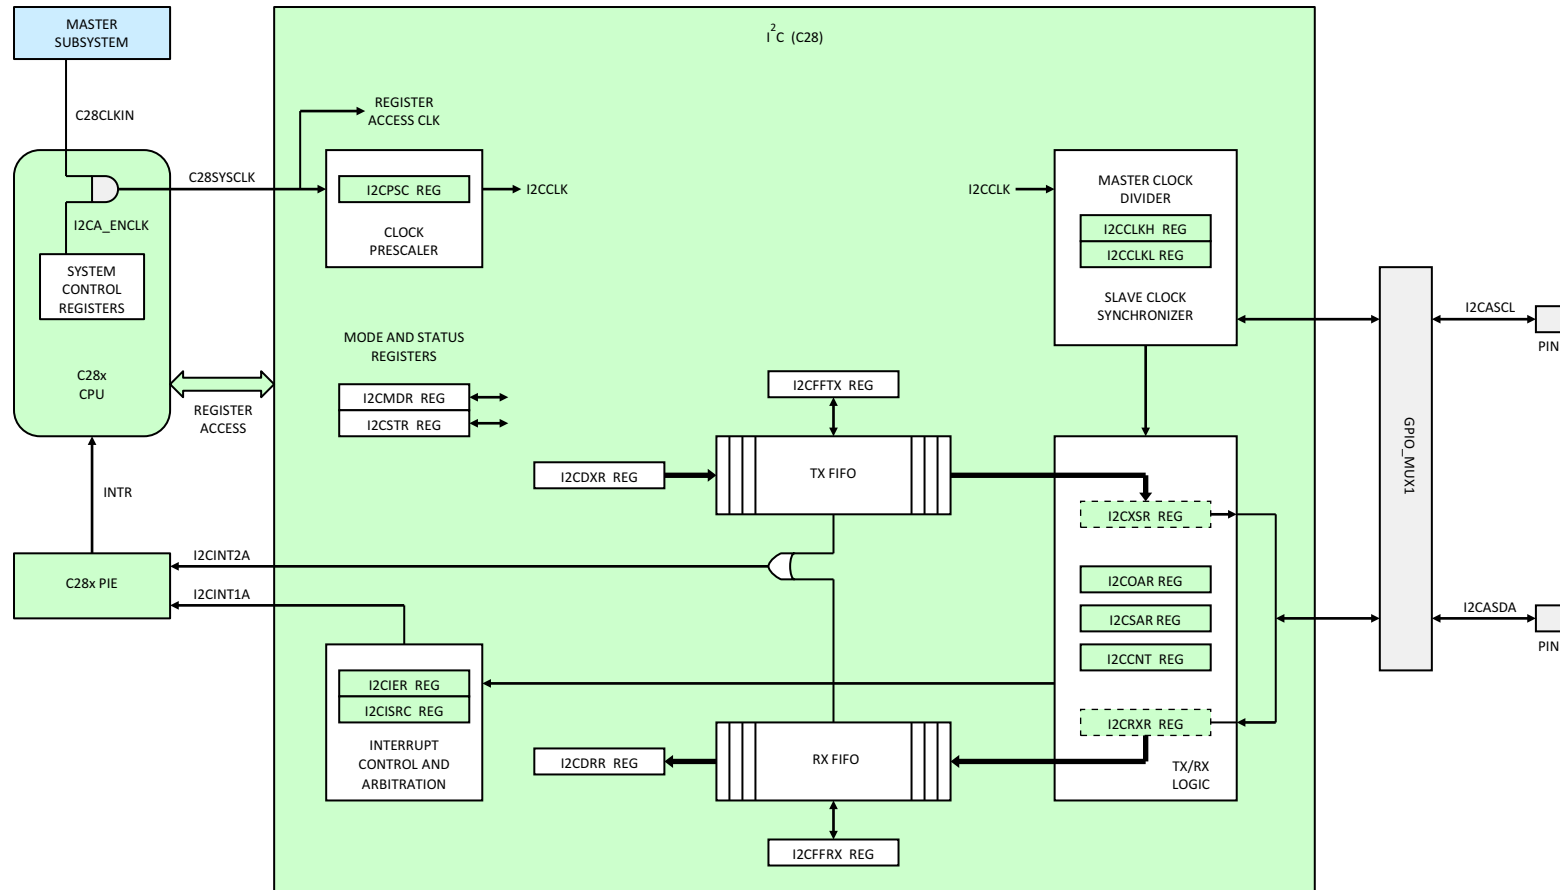 MASTER
SUBSYSTEM
I2C (C28)
C28CLKIN
REGISTER
ACCESS CLK
C28SYSCLK
I2CPSC REG
I2CCLK
CLOCK
PRESCALER
I2CA_ENCLK
SYSTEM
CONTROL
REGISTERS
C28x
CPU
REGISTER
ACCESS
I2CCLK
MASTER CLOCK
DIVIDER
I2CCLKH REG
I2CCLKL REG
SLAVE CLOCK
SYNCHRONIZER
MODE AND STATUS
REGISTERS
I2CMDR REG
I2CSTR REG
I2CFFTX REG
I2CDXR REG
TX FIFO
I2CXSR REG
I2COAR REG
I2CSAR REG
I2CCNT REG
I2CRXR REG
TX/RX
LOGIC
GPIO_MUX1
I2CASCL
PIN
I2CASDA
PIN
INTR
C28x PIE
I2CINT2A
I2CINT1A
I2CIER REG
I2CISRC REG
INTERRUPT
CONTROL AND
ARBITRATION
I2CDRR REG
RX FIFO
I2CFFRX REG